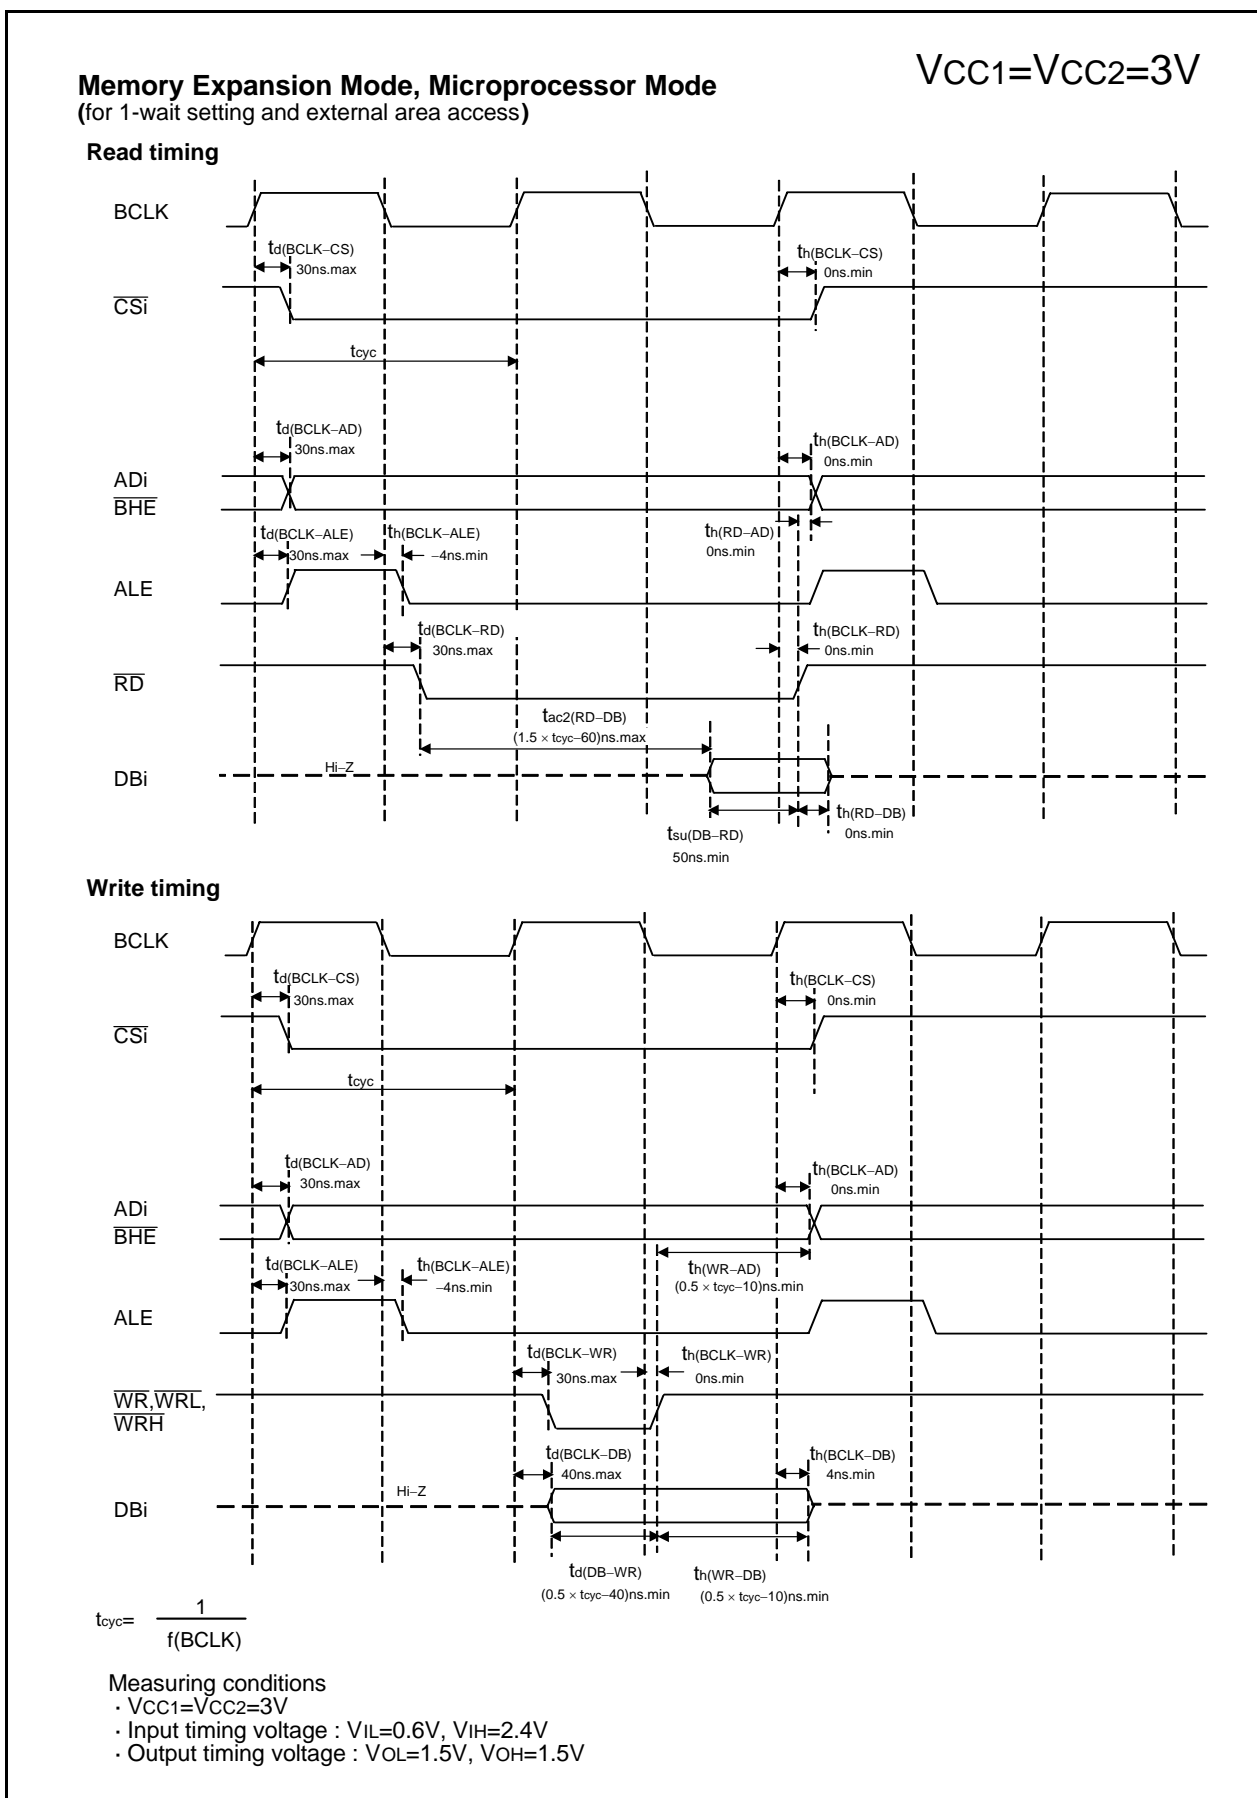 VCC1=VCC2=3V
Memory Expansion Mode, Microprocessor Mode
(for 1-wait setting and external area access)
Read timing
BCLK
td(BCLK−CS)
30ns.max
th(BCLK−CS)
0ns.min
CSi
tcyc
td(BCLK−AD)
30ns.max
th(BCLK−AD)
0ns.min
ADi
BHE
td(BCLK−ALE)
30ns.max
th(BCLK−ALE)
−4ns.min
th(RD−AD)
0ns.min
ALE
td(BCLK−RD)
30ns.max
th(BCLK−RD)
0ns.min
RD
tac2(RD−DB)
(1.5 × tcyc−60)ns.max
Hi−Z
DBi
tsu(DB−RD)
50ns.min
th(RD−DB)
0ns.min
Write timing
BCLK
td(BCLK−CS)
30ns.max
th(BCLK−CS)
0ns.min
CSi
tcyc
td(BCLK−AD)
30ns.max
th(BCLK−AD)
0ns.min
ADi
BHE
td(BCLK−ALE)
30ns.max
th(BCLK−ALE)
−4ns.min
th(WR−AD)
(0.5 × tcyc−10)ns.min
ALE
td(BCLK−WR)
30ns.max
th(BCLK−WR)
0ns.min
WR,WRL,
WRH
td(BCLK−DB)
40ns.max
th(BCLK−DB)
4ns.min
Hi−Z
DBi
td(DB−WR)
(0.5 × tcyc−40)ns.min
th(WR−DB)
(0.5 × tcyc−10)ns.min
tcyc= 1
f(BCLK)
Measuring conditions
· VCC1=VCC2=3V
· Input timing voltage : VIL=0.6V, VIH=2.4V
· Output timing voltage : VOL=1.5V, VOH=1.5V